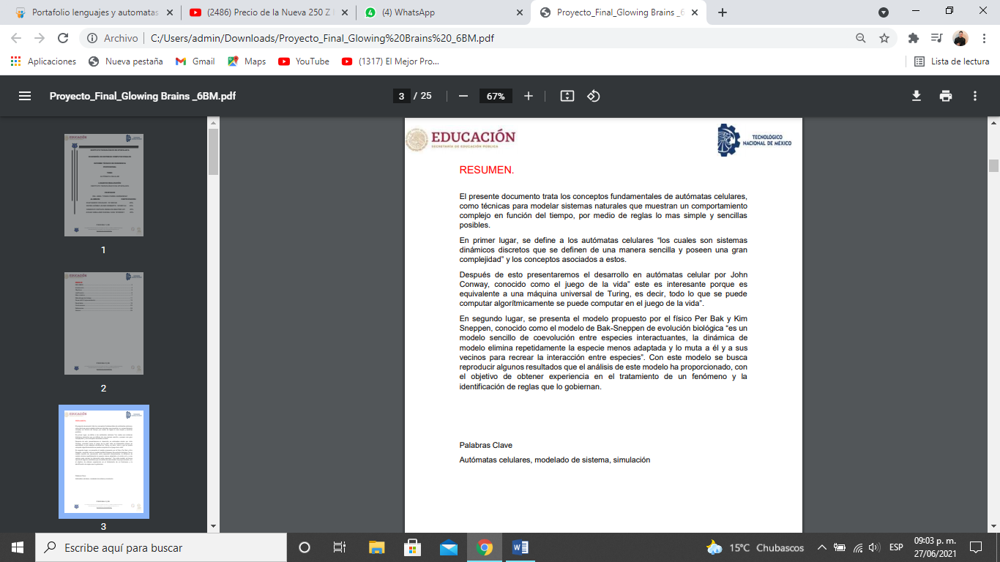 Portafolio lenguajes y automatas
(2486) Precio de la Nueva 250 Z
(4) WhatsApp
Proyecto_Final_Glowing Brains _6
Archivo
C:/Users/admin/Downloads/Proyecto_Final_Glowing%20Brains%20_6BM.pdf
Aplicaciones
Nueva pestaña
Gmail
Maps
YouTube
(1317) El Mejor Pro...
Lista de lectura
Proyecto_Final_Glowing Brains _6BM.pdf
3 / 25
67%
1
2
3
EDUCACIÓN
SECRETARÍA DE EDUCACIÓN PÚBLICA
TECNOLÓGICO
NACIONAL DE MÉXICO
RESUMEN.
El presente documento trata los conceptos fundamentales de autómatas celulares,
como técnicas para modelar sistemas naturales que muestran un comportamiento
complejo en función del tiempo, por medio de reglas lo mas simple y sencillas
posibles.
En primer lugar, se define a los autómatas celulares “los cuales son sistemas
dinámicos discretos que se definen de una manera sencilla y poseen una gran
complejidad” y los conceptos asociados a estos.
Después de esto presentaremos el desarrollo en autómatas celular por John
Conway, conocido como el juego de la vida” este es interesante porque es
equivalente a una máquina universal de Turing, es decir, todo lo que se puede
computar algorítmicamente se puede computar en el juego de la vida”.
En segundo lugar, se presenta el modelo propuesto por el físico Per Bak y Kim
Sneppen, conocido como el modelo de Bak-Sneppen de evolución biológica “es un
modelo sencillo de coevolución entre especies interactuantes, la dinámica de
modelo elimina repetidamente la especie menos adaptada y lo muta a él y a sus
vecinos para recrear la interacción entre especies”. Con este modelo se busca
reproducir algunos resultados que el análisis de este modelo ha proporcionado, con
el objetivo de obtener experiencia en el tratamiento de un fenómeno y la
identificación de reglas que lo gobiernan.
Palabras Clave
Autómatas celulares, modelado de sistema, simulación
Escribe aquí para buscar
15°C Chubascos
ESP
09:03 p. m.
27/06/2021